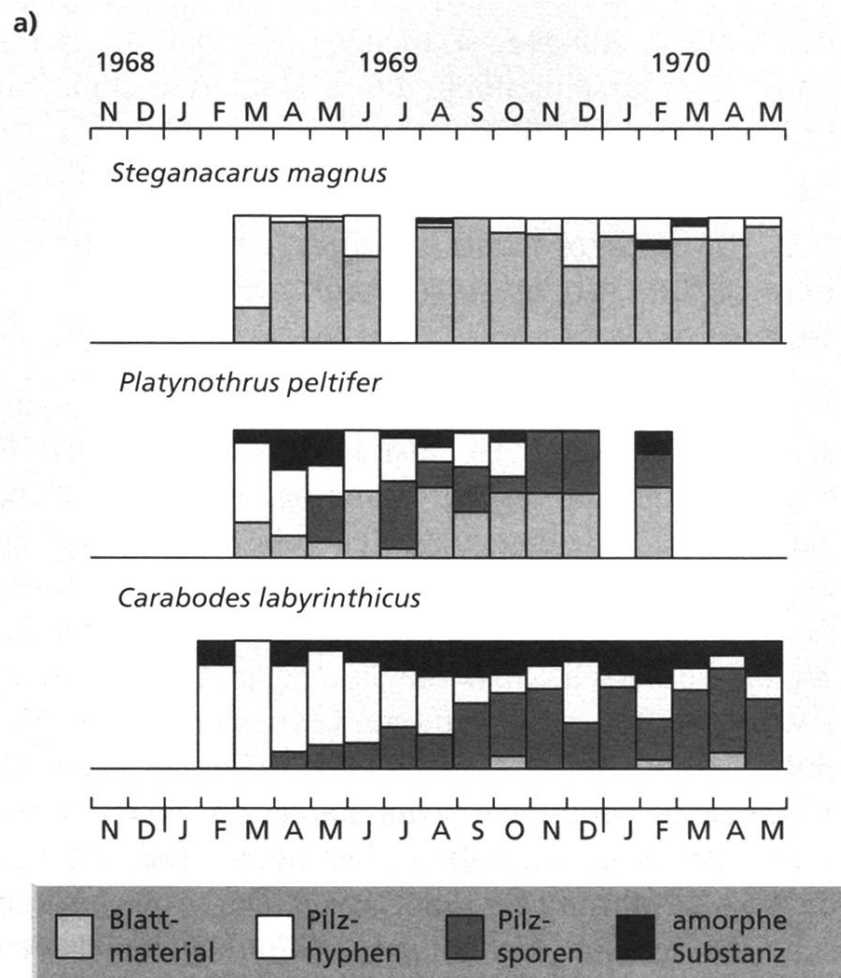 a)
1968 1969 1970
N D J F M A M J J A S O N D J F M A M
Steganacarus magnus
Platynothrus peltifer
Carabodes labyrinthicus
N D J F M A M J J A S O N D J F M A M
Blatt-
material
Pilz-
hyphen
Pilz-
sporen
amorphe
Substanz